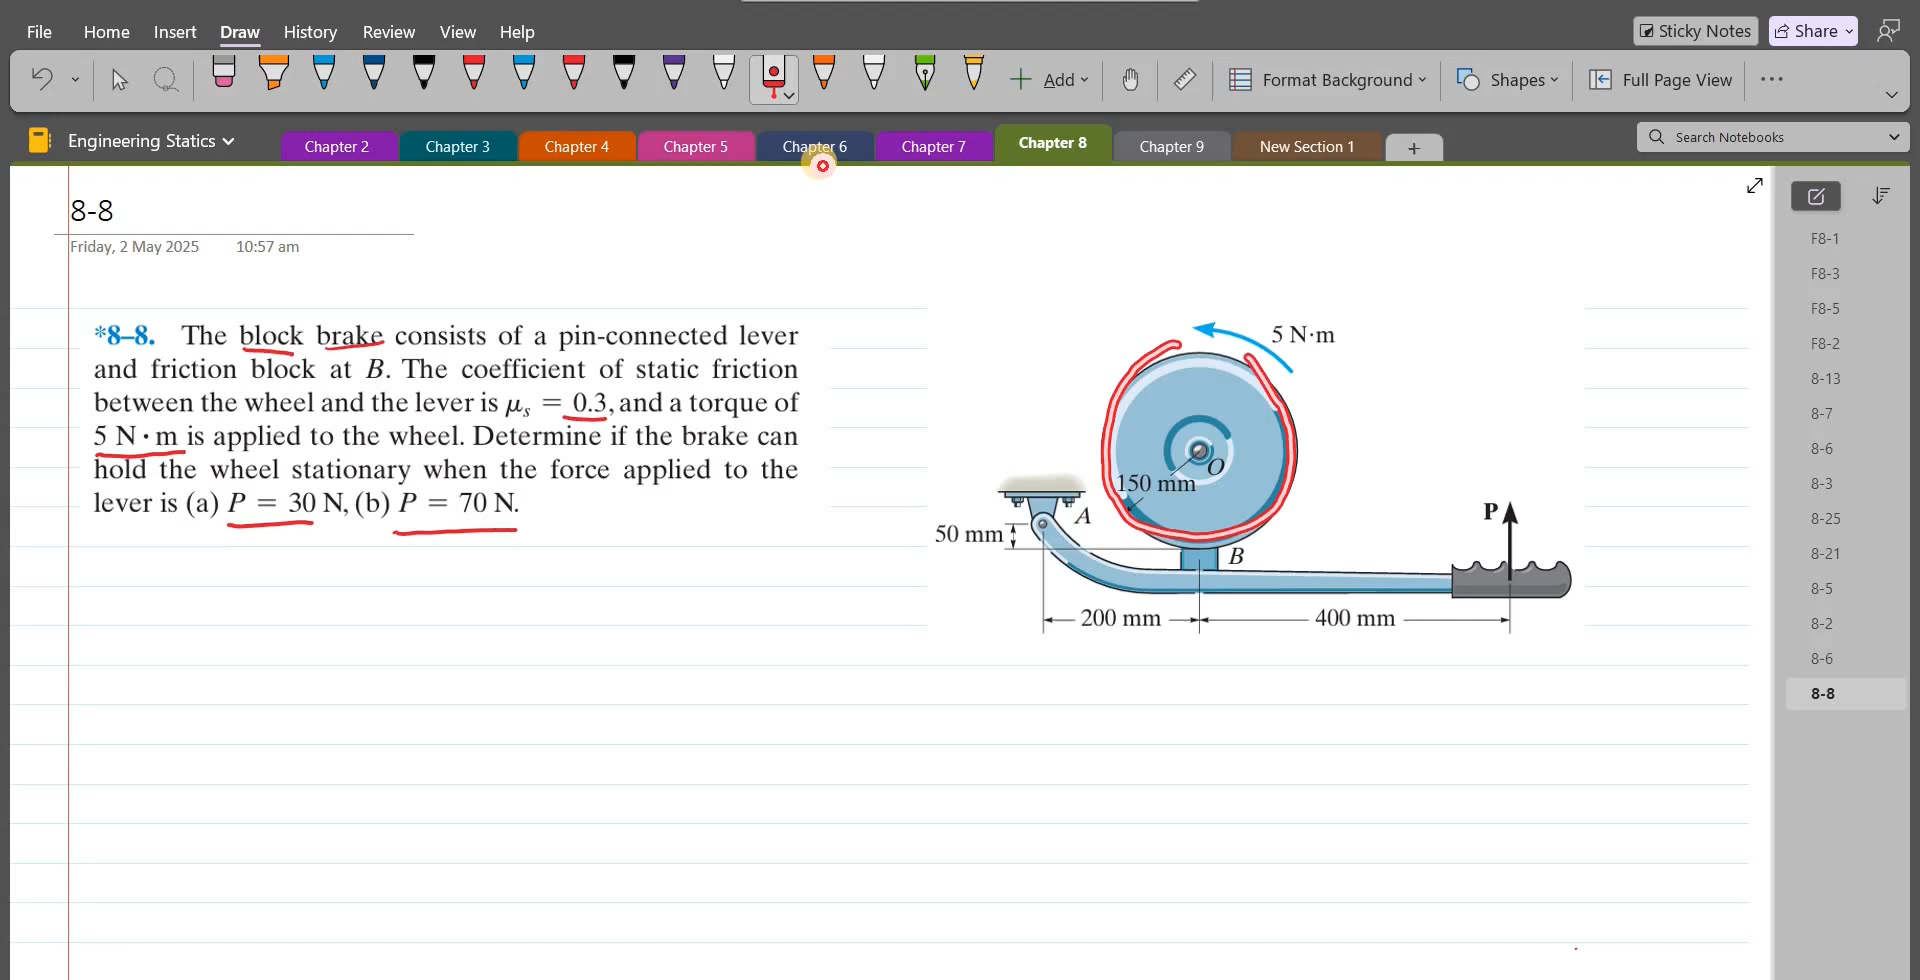 File Home Insert Draw History Review View Help
Sticky Notes Share
Add Format Background Shapes Full Page View
Engineering Statics
Chapter 2 Chapter 3 Chapter 4 Chapter 5 Chapter 6 Chapter 7 Chapter 8 Chapter 9 New Section 1 +
Search Notebooks
8-8
Friday, 2 May 2025 10:57 am
*8–8. The block brake consists of a pin-connected lever
and friction block at B. The coefficient of static friction
between the wheel and the lever is μs = 0.3, and a torque of
5 N·m is applied to the wheel. Determine if the brake can
hold the wheel stationary when the force applied to the
lever is (a) P = 30 N, (b) P = 70 N.
5 N·m
O
150 mm
A
P
50 mm
B
200 mm
400 mm
F8-1
F8-3
F8-5
F8-2
8-13
8-7
8-6
8-3
8-25
8-21
8-5
8-2
8-6
8-8